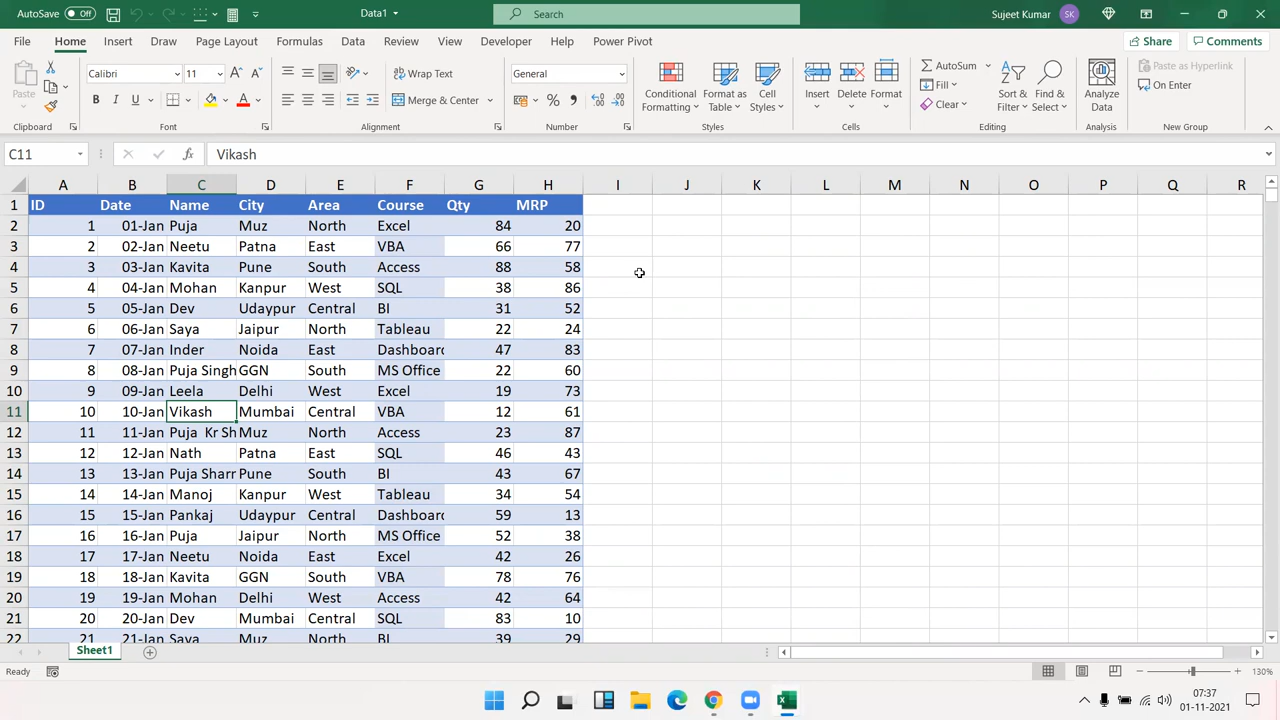 AutoSave Off Data1 Search Sujeet Kumar SK
File Home Insert Draw Page Layout Formulas Data Review View Developer Help Power Pivot Share Comments
Calibri 11 A A Wrap Text General AutoSum Paste as Hyperlink
Paste B I U A Merge & Center % Conditional Formatting Format as Table Cell Styles Insert Delete Format Fill Clear Sort & Filter Find & Select Analyze Data On Enter
Clipboard Font Alignment Number Styles Cells Editing Analysis New Group
C11 fx Vikash
A B C D E F G H I J K L M N O P Q R
1 ID Date Name City Area Course Qty MRP
2 1 01-Jan Puja Muz North Excel 84 20
3 2 02-Jan Neetu Patna East VBA 66 77
4 3 03-Jan Kavita Pune South Access 88 58
5 4 04-Jan Mohan Kanpur West SQL 38 86
6 5 05-Jan Dev Udaypur Central BI 31 52
7 6 06-Jan Saya Jaipur North Tableau 22 24
8 7 07-Jan Inder Noida East Dashboard 47 83
9 8 08-Jan Puja Singh GGN South MS Office 22 60
10 9 09-Jan Leela Delhi West Excel 19 73
11 10 10-Jan Vikash Mumbai Central VBA 12 61
12 11 11-Jan Puja  Kr Sh Muz North Access 23 87
13 12 12-Jan Nath Patna East SQL 46 43
14 13 13-Jan Puja Sharr Pune South BI 43 67
15 14 14-Jan Manoj Kanpur West Tableau 34 54
16 15 15-Jan Pankaj Udaypur Central Dashboard 59 13
17 16 16-Jan Puja Jaipur North MS Office 52 38
18 17 17-Jan Neetu Noida East Excel 42 26
19 18 18-Jan Kavita GGN South VBA 78 76
20 19 19-Jan Mohan Delhi West Access 42 64
21 20 20-Jan Dev Mumbai Central SQL 83 10
22 21 21-Jan Saya Muz North BI 39 29
Sheet1
Ready 130%
07:37
01-11-2021